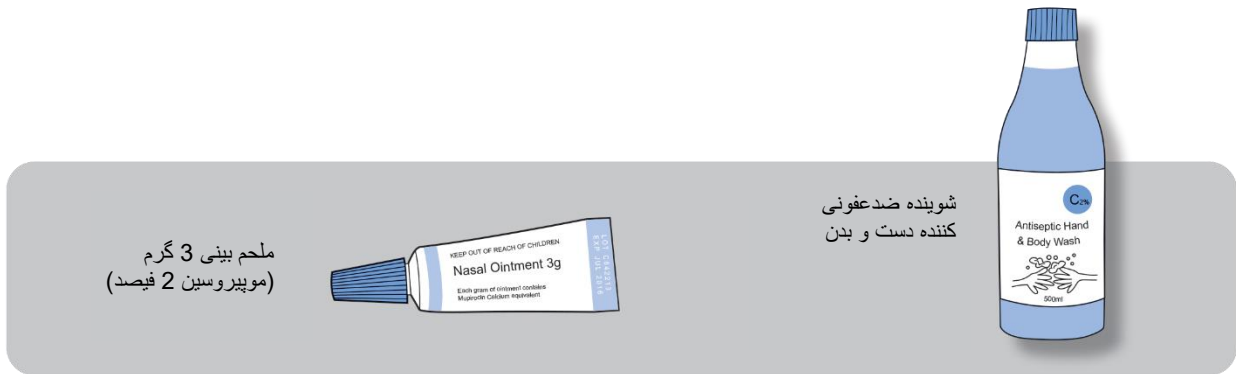 شوینده ضدعفونی
کننده دست و بدن
C2%
Antiseptic Hand
& Body Wash
500ml
ملحم بینی 3 گرم
(موپیروسین 2 فیصد)
KEEP OUT OF REACH OF CHILDREN
Nasal Ointment 3g
Each gram of ointment contains
Mupirocin Calcium equivalent